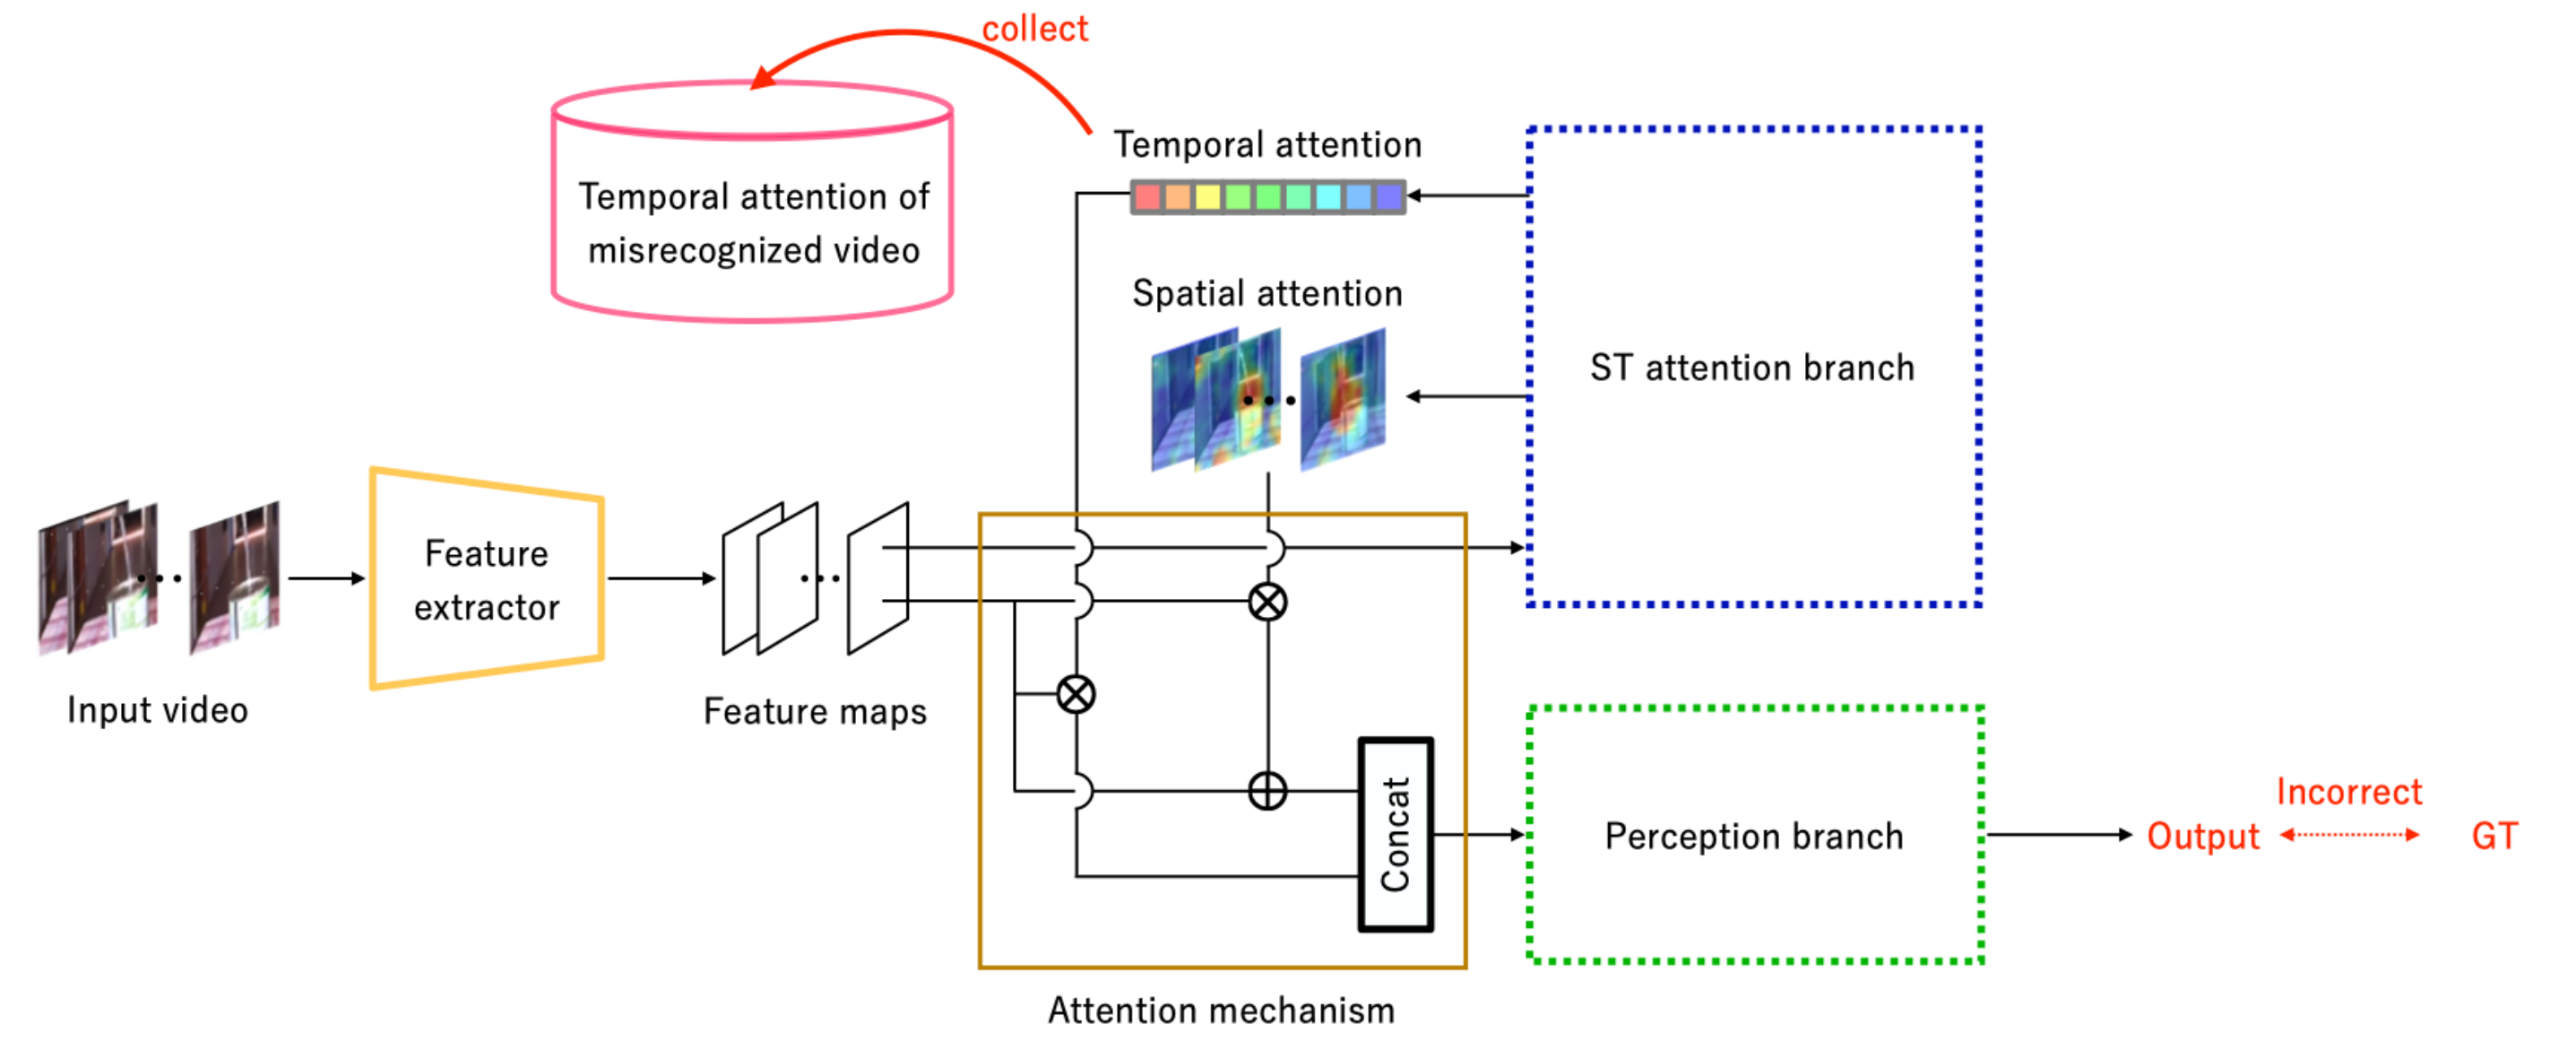 collect
Temporal attention of
misrecognized video
Temporal attention
Spatial attention
ST attention branch
Feature
extractor
Input video
Feature maps
Concat
Attention mechanism
Perception branch
Output
Incorrect
GT